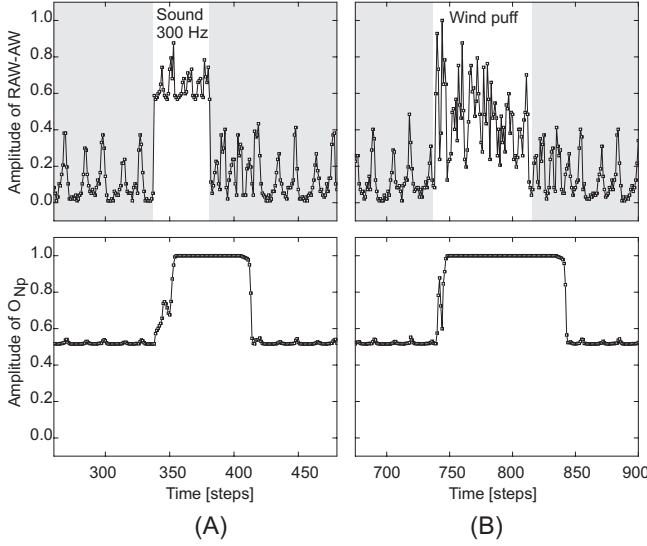 Sound
300 Hz
Wind puff
Amplitude of RAW-AW
1.0
0.8
0.6
0.4
0.2
0.0
Amplitude of O_Np
1.0
0.8
0.6
0.4
0.2
0.0
300 350 400 450
700 750 800 850 900
Time [steps]
Time [steps]
(A)
(B)